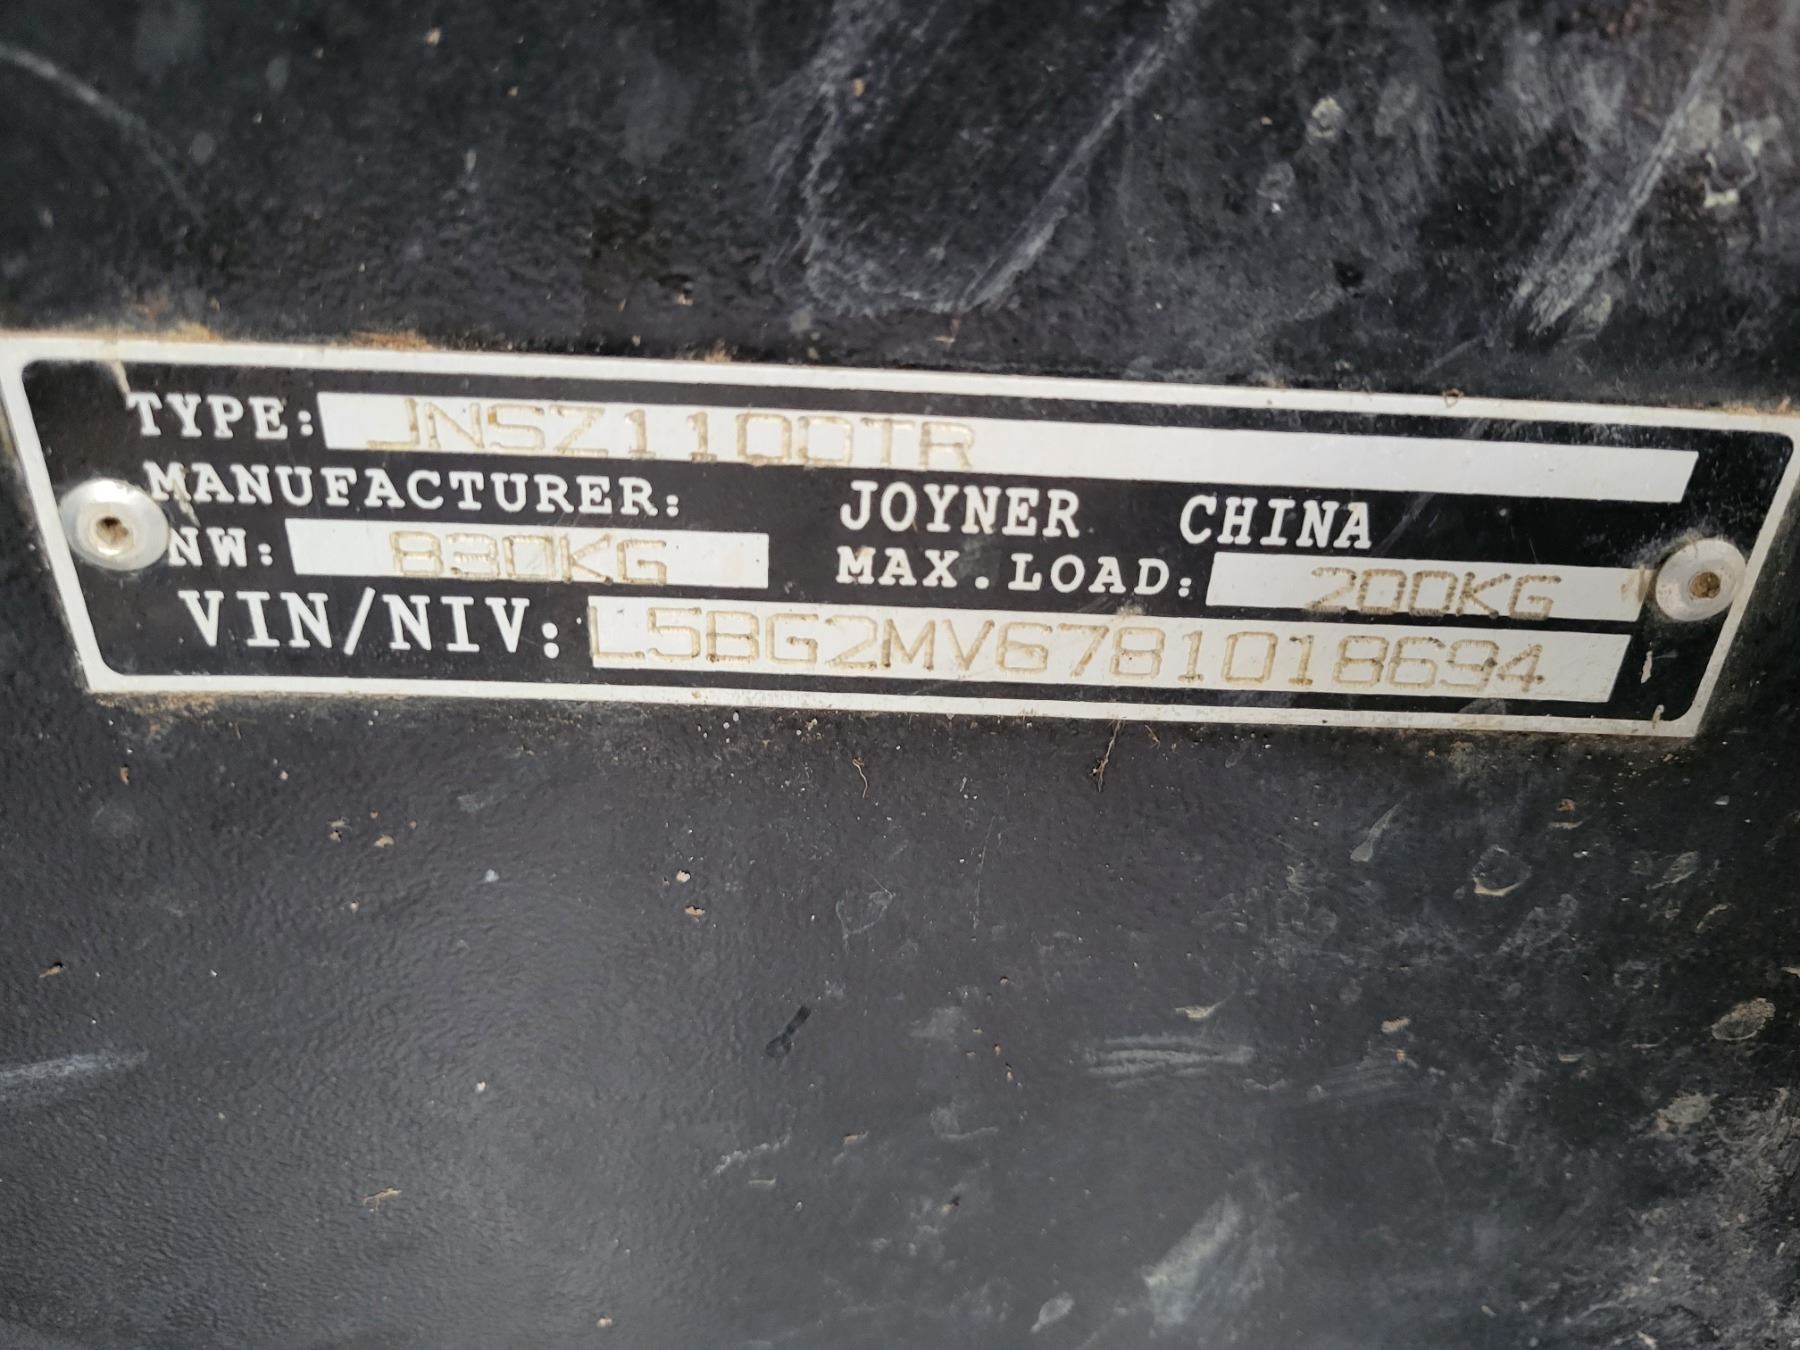 TYPE: JNSZ1100TR
MANUFACTURER: JOYNER CHINA
NW: 830KG MAX.LOAD: 200KG
VIN/NIV: L5BG2MV6781018694